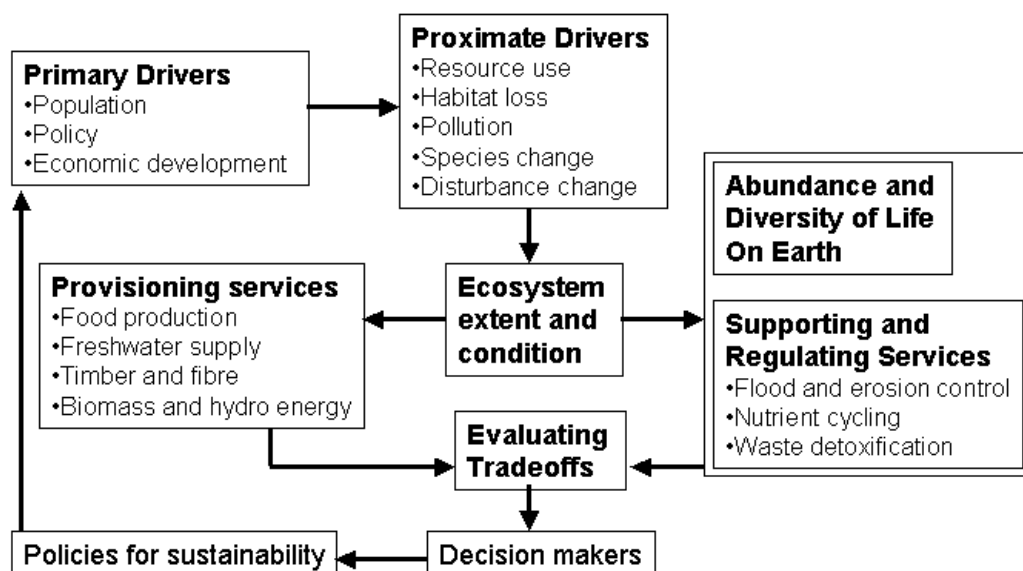 Primary Drivers
•Population
•Policy
•Economic development
Proximate Drivers
•Resource use
•Habitat loss
•Pollution
•Species change
•Disturbance change
Abundance and
Diversity of Life
On Earth
Provisioning services
•Food production
•Freshwater supply
•Timber and fibre
•Biomass and hydro energy
Ecosystem
extent and
condition
Supporting and
Regulating Services
•Flood and erosion control
•Nutrient cycling
•Waste detoxification
Evaluating
Tradeoffs
Policies for sustainability
Decision makers